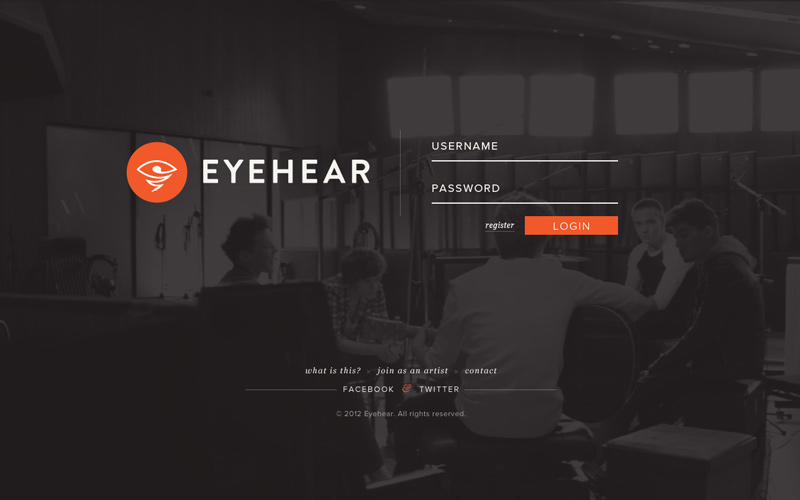 EYEHEAR
USERNAME
PASSWORD
register
LOGIN
what is this? × join as an artist × contact
FACEBOOK & TWITTER
© 2012 Eyehear. All rights reserved.